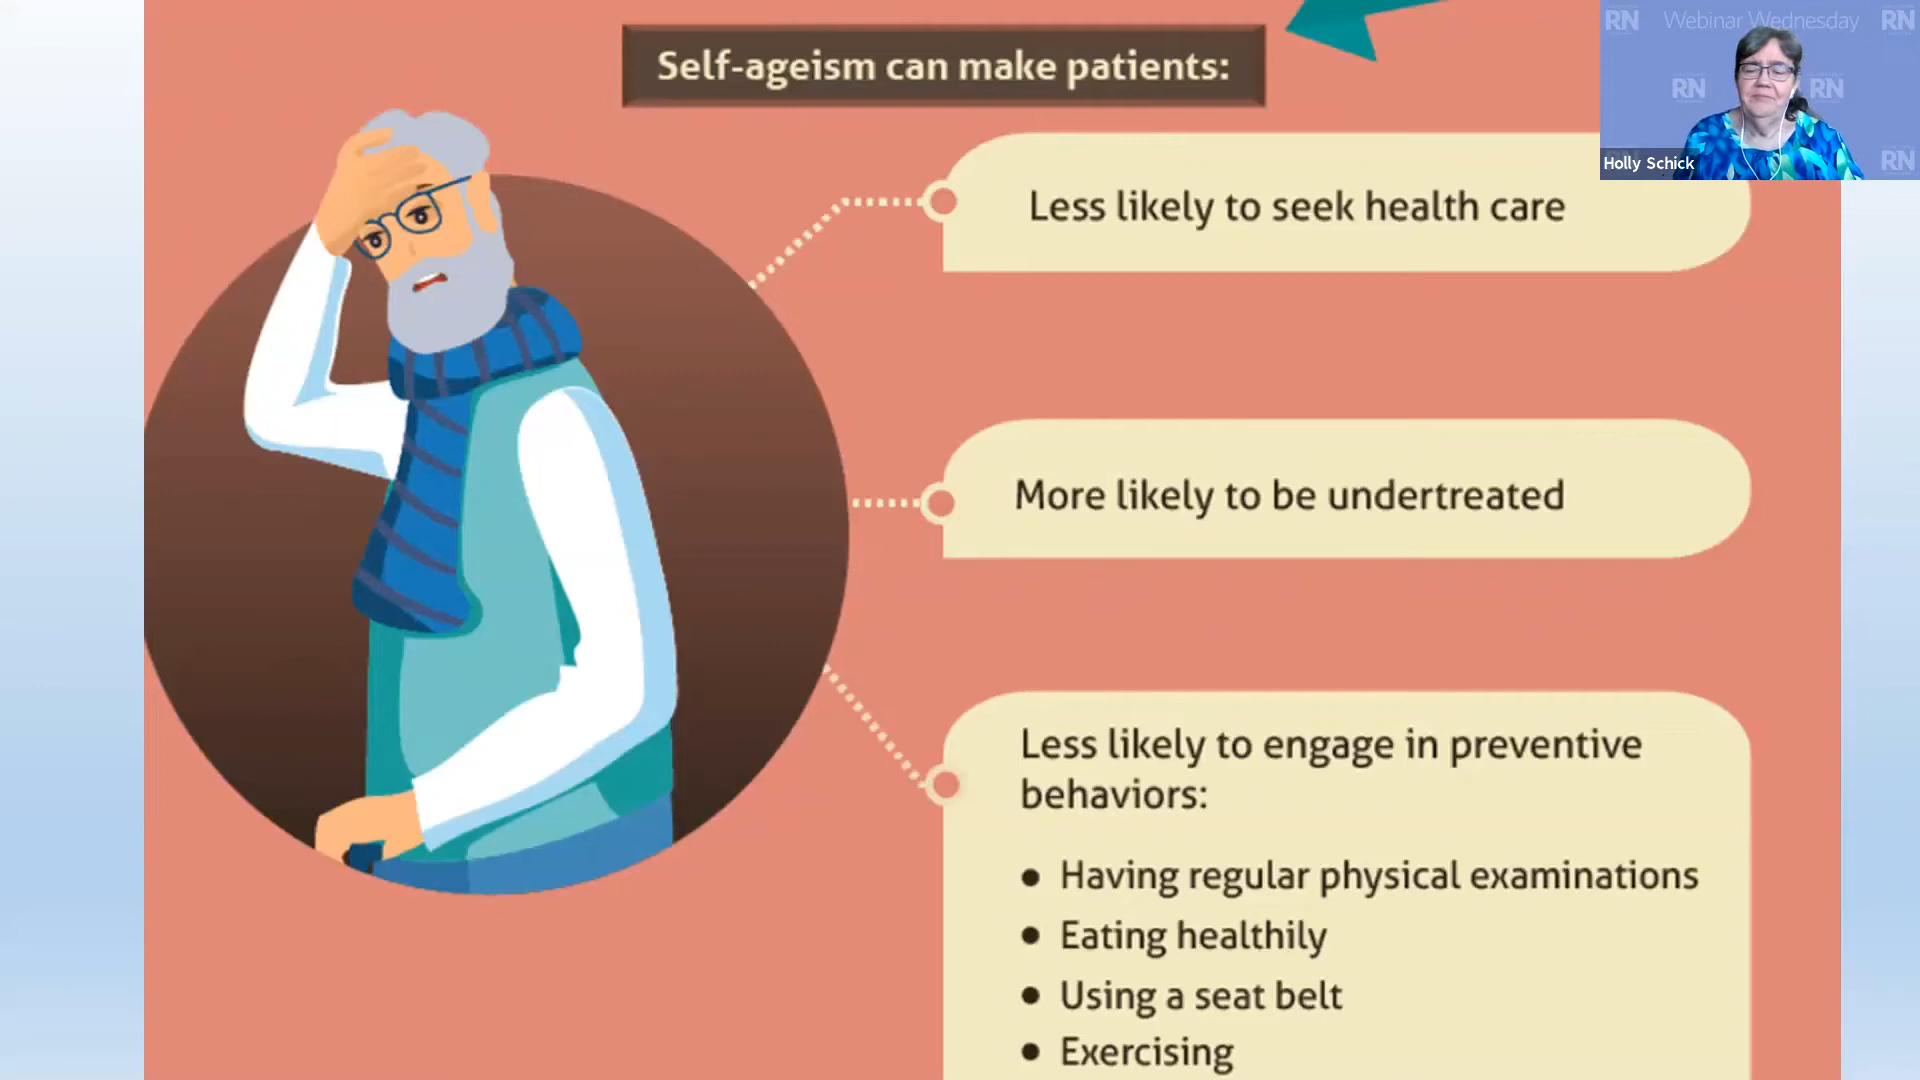 Self-ageism can make patients:
RN Webinar Wednesday RN
RN RN
Holly Schick
RN
Less likely to seek health care
More likely to be undertreated
Less likely to engage in preventive
behaviors:
• Having regular physical examinations
• Eating healthily
• Using a seat belt
• Exercising